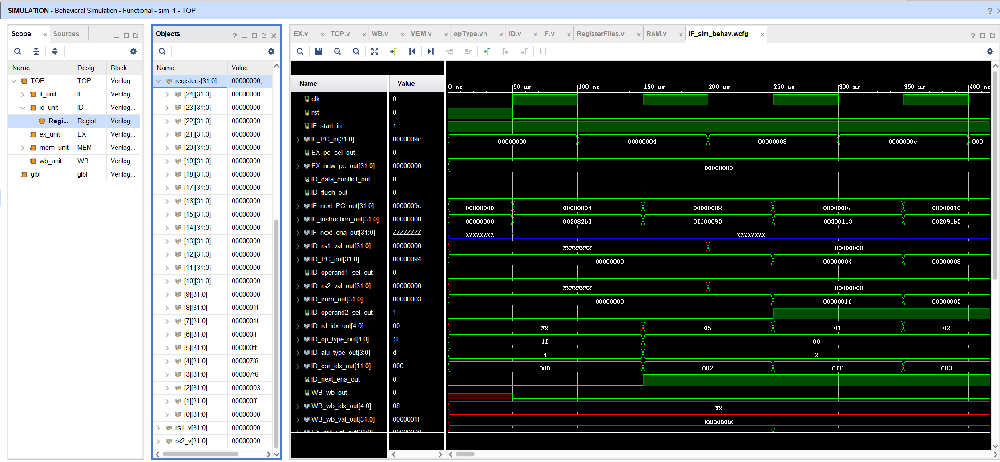 SIMULATION - Behavioral Simulation - Functional - sim_1 - TOP
Scope
Sources
Name Desig... Block ...
TOP TOP Verilog...
if_unit IF Verilog...
id_unit ID Verilog...
Regi... Regist... Verilog...
ex_unit EX Verilog...
mem_unit MEM Verilog...
wb_unit WB Verilog...
glbl glbl Verilog...
Objects
Name Value
registers[31:0]... 00000000,...
[24][31:0] 00000000
[23][31:0] 00000000
[22][31:0] 00000000
[21][31:0] 00000000
[20][31:0] 00000000
[19][31:0] 00000000
[18][31:0] 00000000
[17][31:0] 00000000
[16][31:0] 00000000
[15][31:0] 00000000
[14][31:0] 00000000
[13][31:0] 00000000
[12][31:0] 00000000
[11][31:0] 00000000
[10][31:0] 00000000
[9][31:0] 00000000
[8][31:0] 0000001f
[7][31:0] 0000001f
[6][31:0] 000000ff
[5][31:0] 000000ff
[4][31:0] 000007f8
[3][31:0] 000007f8
[2][31:0] 00000003
[1][31:0] 000000ff
[0][31:0] 00000000
rs1_v[31:0] 00000000
rs2_v[31:0] 00000000
EX.v TOP.v WB.v MEM.v opType.vh ID.v IF.v RegisterFiles.v RAM.v IF_sim_behav.wcfg
Name Value
0 ns 50 ns 100 ns 150 ns 200 ns 250 ns 300 ns 350 ns 400 ns
clk 0
rst 0
IF_start_in 1
IF_PC_in[31:0] 0000009c 00000000 00000004 00000008 0000000c 000
EX_pc_sel_out 0
EX_new_pc_out[31:0] 00000000 00000000
ID_data_conflict_out 0
ID_flush_out 0
IF_next_PC_out[31:0] 0000009c 00000000 00000004 00000008 0000000c 00000010
IF_instruction_out[31:0] 00000000 00000000 002082b3 0ff00093 00300113 002091b3
IF_next_ena_out[31:0] ZZZZZZZZ ZZZZZZZZ ZZZZZZZZ
ID_rs1_val_out[31:0] 00000000 XXXXXXXX 00000000
ID_PC_out[31:0] 00000094 00000000 00000004 00000008
ID_operand1_sel_out 0
ID_rs2_val_out[31:0] 00000000 XXXXXXXX 00000000
ID_imm_out[31:0] 00000003 00000000 000000ff 00000003
ID_operand2_sel_out 1
ID_rd_idx_out[4:0] 00 XX 05 01 02
ID_op_type_out[4:0] 1f 1f 00
ID_alu_type_out[3:0] d d 2
ID_csr_idx_out[11:0] 000 000 002 0ff 003
ID_next_ena_out 0
WB_wb_out 0
WB_wb_idx_out[4:0] 08 XX
WB_wb_val_out[31:0] 0000001f XXXXXXXX